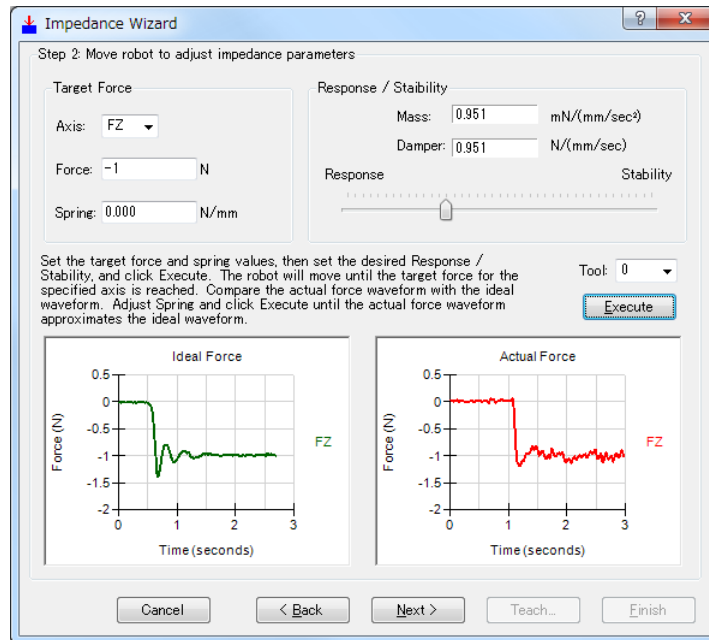 Impedance Wizard
Step 2: Move robot to adjust impedance parameters
Target Force
Axis: FZ
Force: -1 N
Spring: 0.000 N/mm
Response / Staibility
Mass: 0.951 mN/(mm/sec²)
Damper: 0.951 N/(mm/sec)
Response Stability
Set the target force and spring values, then set the desired Response /
Stability, and click Execute. The robot will move until the target force for the
specified axis is reached. Compare the actual force waveform with the ideal
waveform. Adjust Spring and click Execute until the actual force waveform
approximates the ideal waveform.
Tool: 0
Execute
Ideal Force
0.5
0
-0.5
-1
-1.5
-2
Force (N)
0 1 2 3
Time (seconds)
FZ
Actual Force
0.5
0
-0.5
-1
-1.5
-2
Force (N)
0 1 2 3
Time (seconds)
FZ
Cancel < Back Next > Teach... Finish